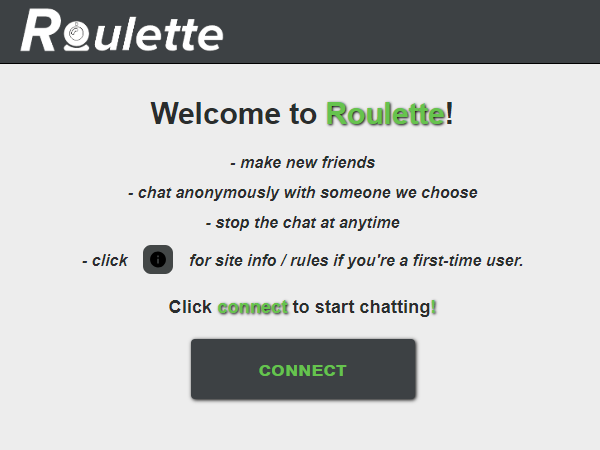 Roulette
Welcome to Roulette!
- make new friends
- chat anonymously with someone we choose
- stop the chat at anytime
- click i for site info / rules if you're a first-time user.
Click connect to start chatting!
CONNECT